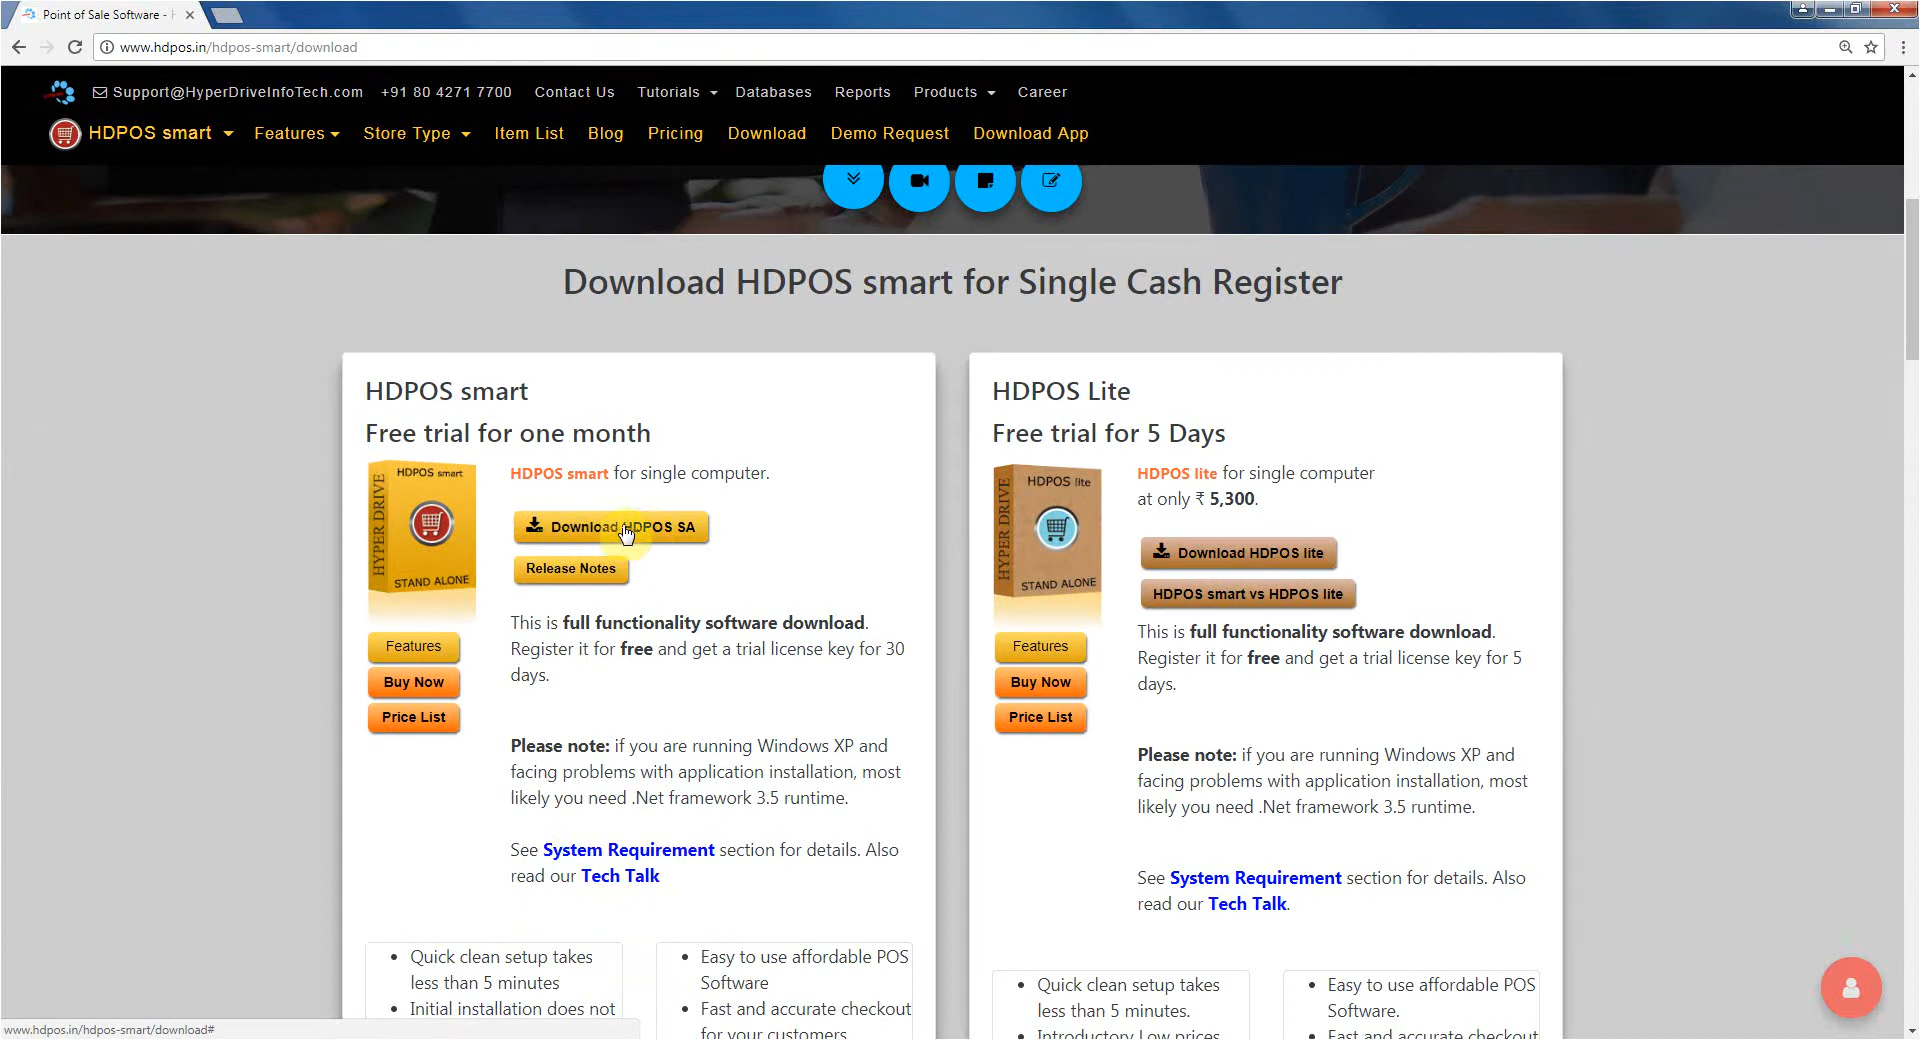 Point of Sale Software -
www.hdpos.in/hdpos-smart/download
Support@HyperDriveInfoTech.com +91 80 4271 7700 Contact Us Tutorials Databases Reports Products Career
HDPOS smart Features Store Type Item List Blog Pricing Download Demo Request Download App
Download HDPOS smart for Single Cash Register
HDPOS smart
Free trial for one month
HDPOS smart
HYPER DRIVE
STAND ALONE
HDPOS smart for single computer.
Download HDPOS SA
Release Notes
Features
Buy Now
Price List
This is full functionality software download.
Register it for free and get a trial license key for 30
days.
Please note: if you are running Windows XP and
facing problems with application installation, most
likely you need .Net framework 3.5 runtime.
See System Requirement section for details. Also
read our Tech Talk
• Quick clean setup takes
less than 5 minutes
• Initial installation does not
• Easy to use affordable POS
Software
• Fast and accurate checkout
for your customers
HDPOS Lite
Free trial for 5 Days
HDPOS lite
HYPER DRIVE
STAND ALONE
HDPOS lite for single computer
at only ₹ 5,300.
Download HDPOS lite
HDPOS smart vs HDPOS lite
Features
Buy Now
Price List
This is full functionality software download.
Register it for free and get a trial license key for 5
days.
Please note: if you are running Windows XP and
facing problems with application installation, most
likely you need .Net framework 3.5 runtime.
See System Requirement section for details. Also
read our Tech Talk.
• Quick clean setup takes
less than 5 minutes.
• Introductory Low prices
• Easy to use affordable POS
Software.
• Fast and accurate checkout
www.hdpos.in/hdpos-smart/download#